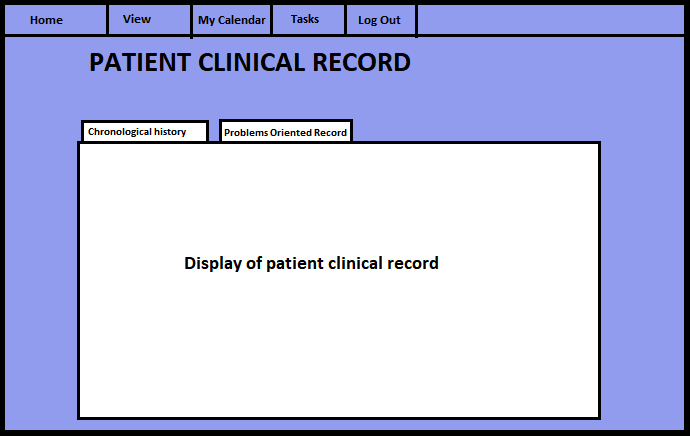 Home View My Calendar Tasks Log Out
PATIENT CLINICAL RECORD
Chronological history Problems Oriented Record
Display of patient clinical record